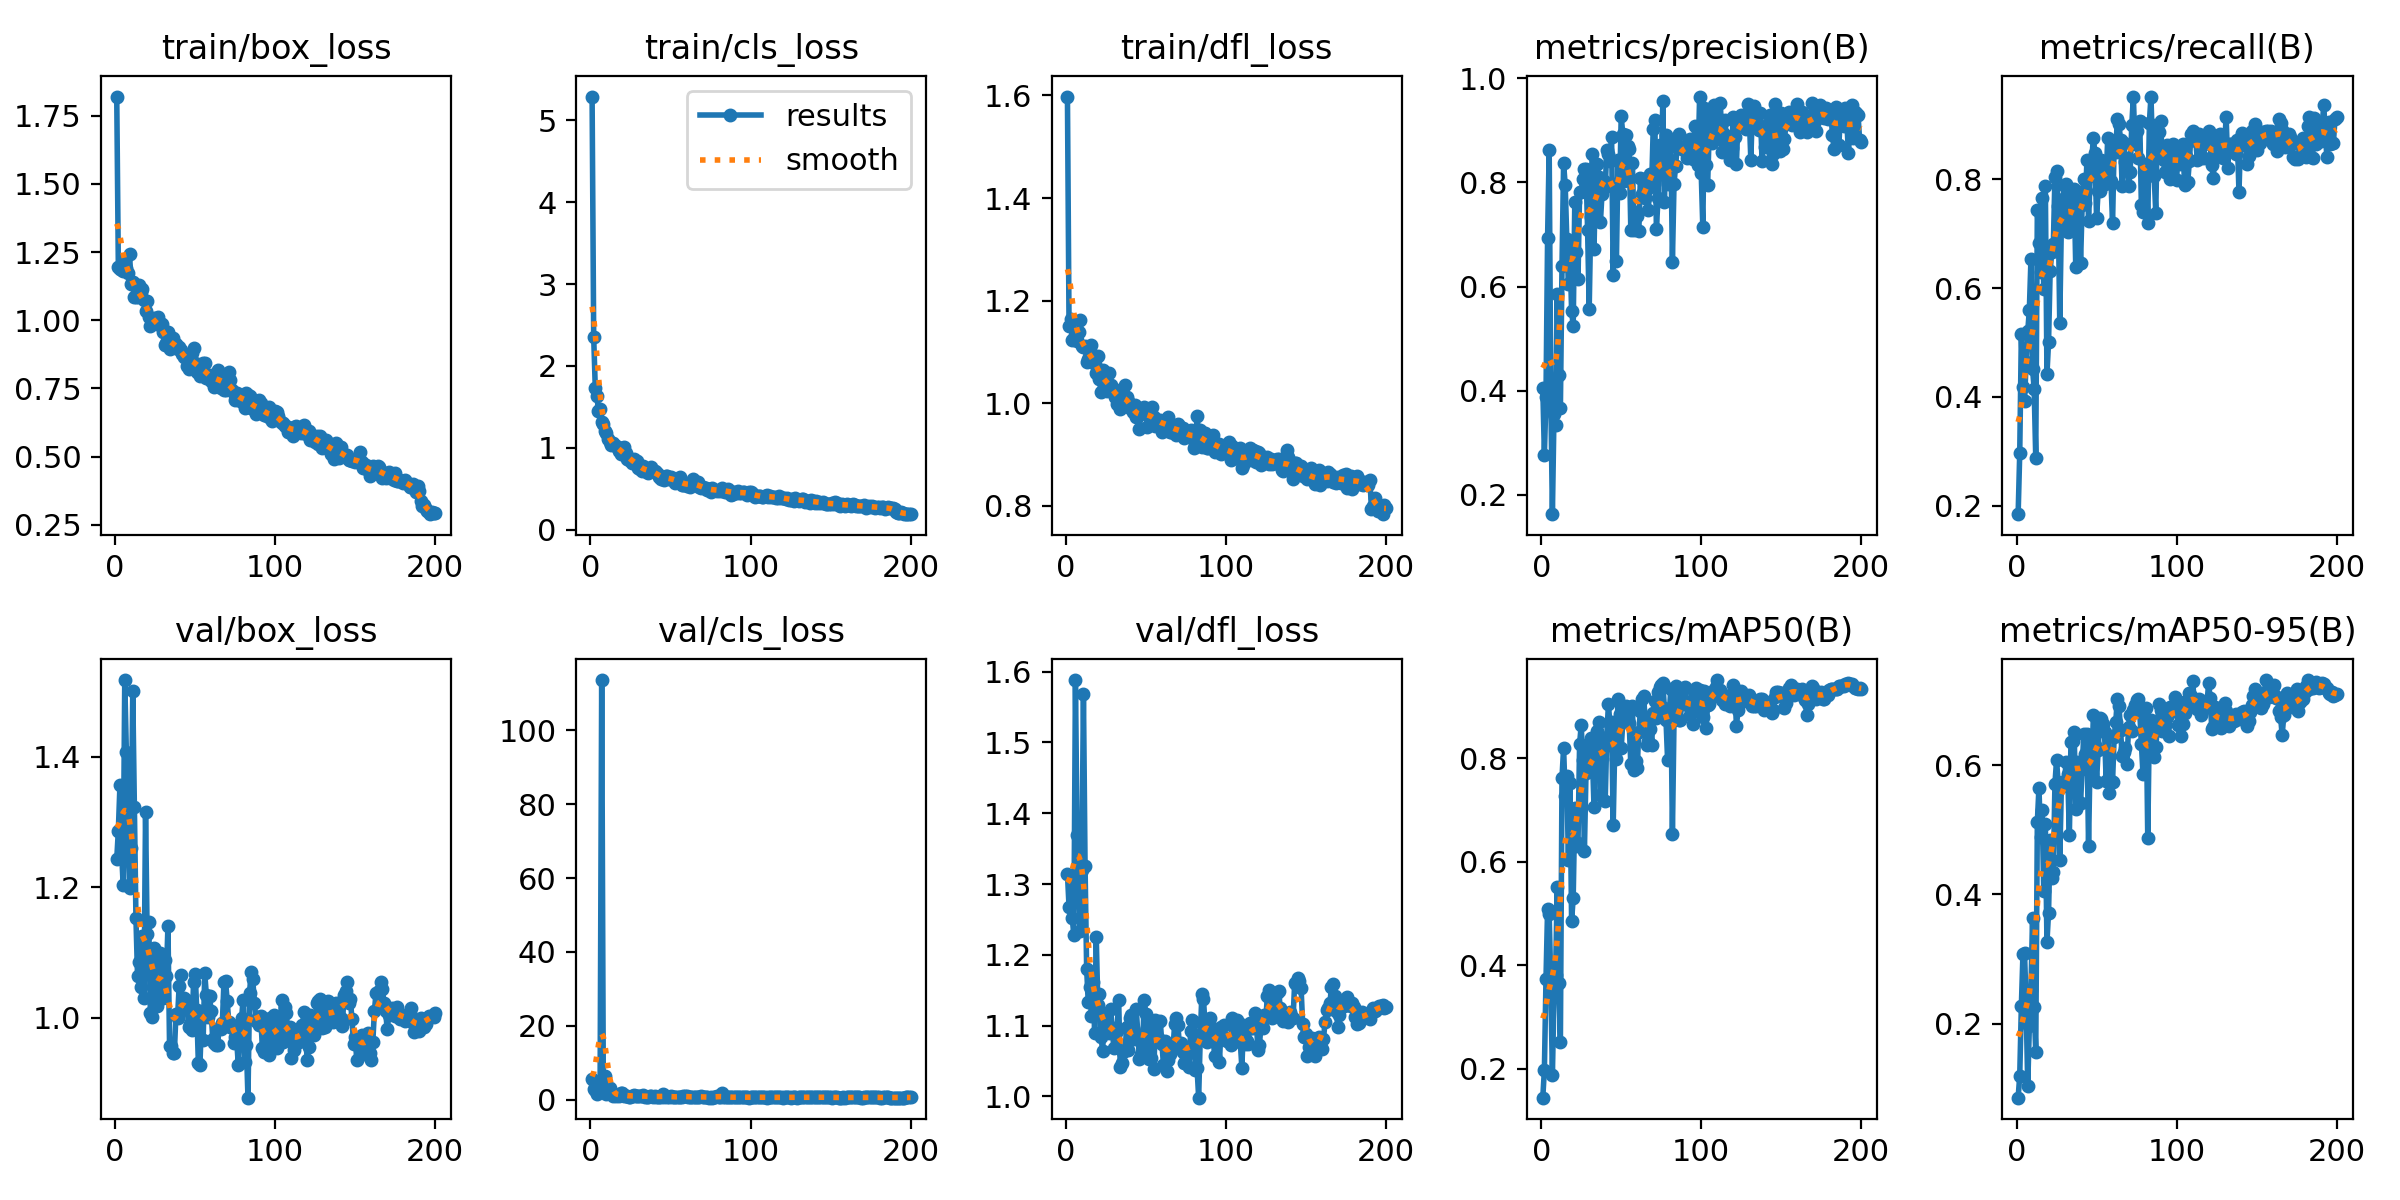 train/box_loss
1.75
1.50
1.25
1.00
0.75
0.50
0.25
0 100 200
train/cls_loss
results
smooth
5
4
3
2
1
0
0 100 200
train/dfl_loss
1.6
1.4
1.2
1.0
0.8
0 100 200
metrics/precision(B)
1.0
0.8
0.6
0.4
0.2
0 100 200
metrics/recall(B)
0.8
0.6
0.4
0.2
0 100 200
val/box_loss
1.4
1.2
1.0
0 100 200
val/cls_loss
100
80
60
40
20
0
0 100 200
val/dfl_loss
1.6
1.5
1.4
1.3
1.2
1.1
1.0
0 100 200
metrics/mAP50(B)
0.8
0.6
0.4
0.2
0 100 200
metrics/mAP50-95(B)
0.6
0.4
0.2
0 100 200